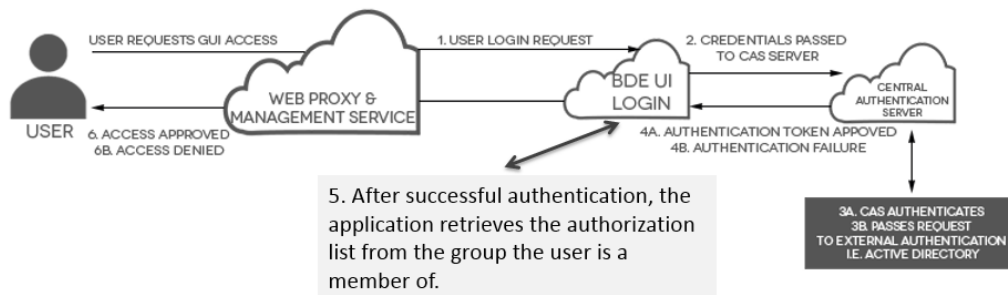 USER REQUESTS GUI ACCESS
USER
6. ACCESS APPROVED
6B. ACCESS DENIED
WEB PROXY &
MANAGEMENT SERVICE
1. USER LOGIN REQUEST
BDE UI
LOGIN
2. CREDENTIALS PASSED
TO CAS SERVER
CENTRAL
AUTHENTICATION
SERVER
4A. AUTHENTICATION TOKEN APPOVED
4B. AUTHENTICATION FAILURE
5. After successful authentication, the
application retrieves the authorization
list from the group the user is a
member of.
3A. CAS AUTHENTICATES
3B. PASSES REQUEST
TO EXTERNAL AUTHENTICATION
I.E. ACTIVE DIRECTORY